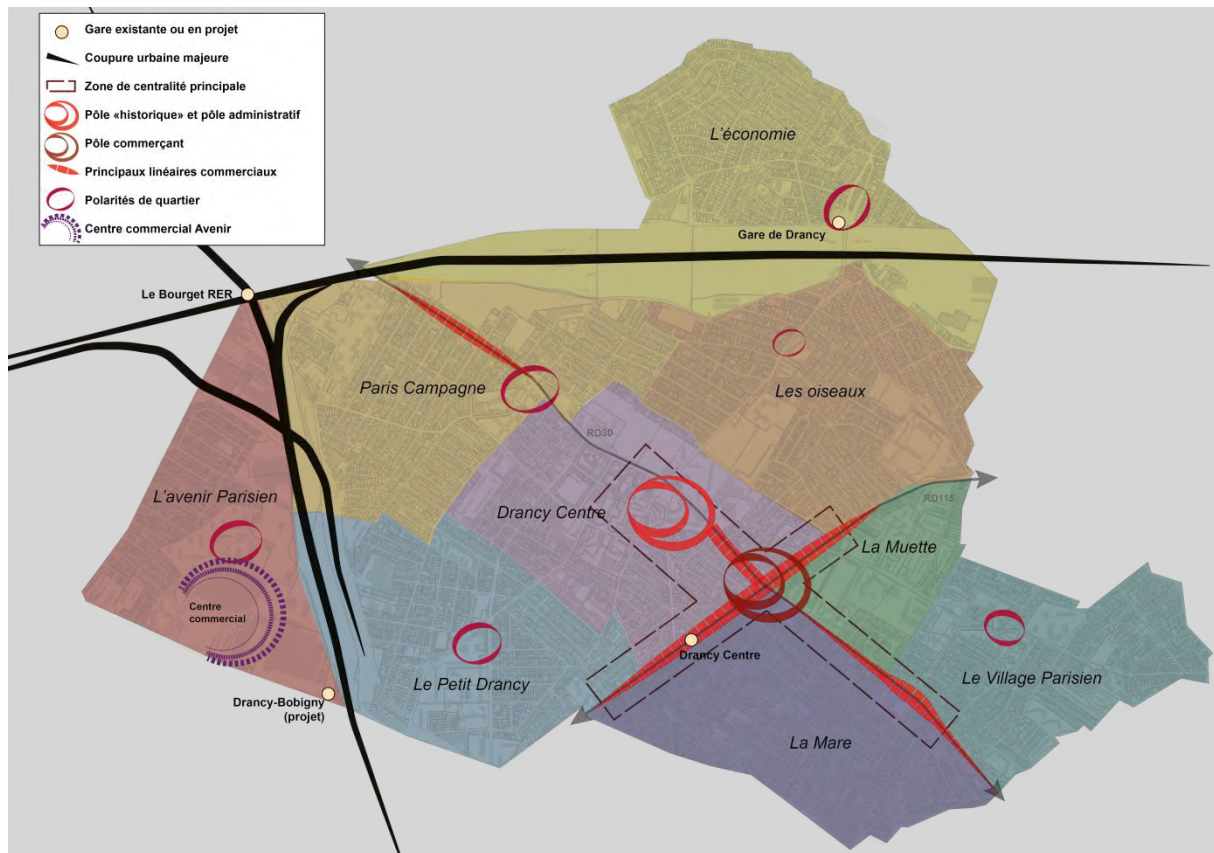 Gare existante ou en projet
Coupure urbaine majeure
Zone de centralité principale
Pôle «historique» et pôle administratif
Pôle commerçant
Principaux linéaires commerciaux
Polarités de quartier
Centre commercial Avenir
L'économie
Gare de Drancy
Le Bourget RER
Paris Campagne
Les oiseaux
RD30
L'avenir Parisien
RD115
Drancy Centre
La Muette
Centre
commercial
Drancy Centre
Le Village Parisien
Le Petit Drancy
Drancy-Bobigny
(projet)
La Mare